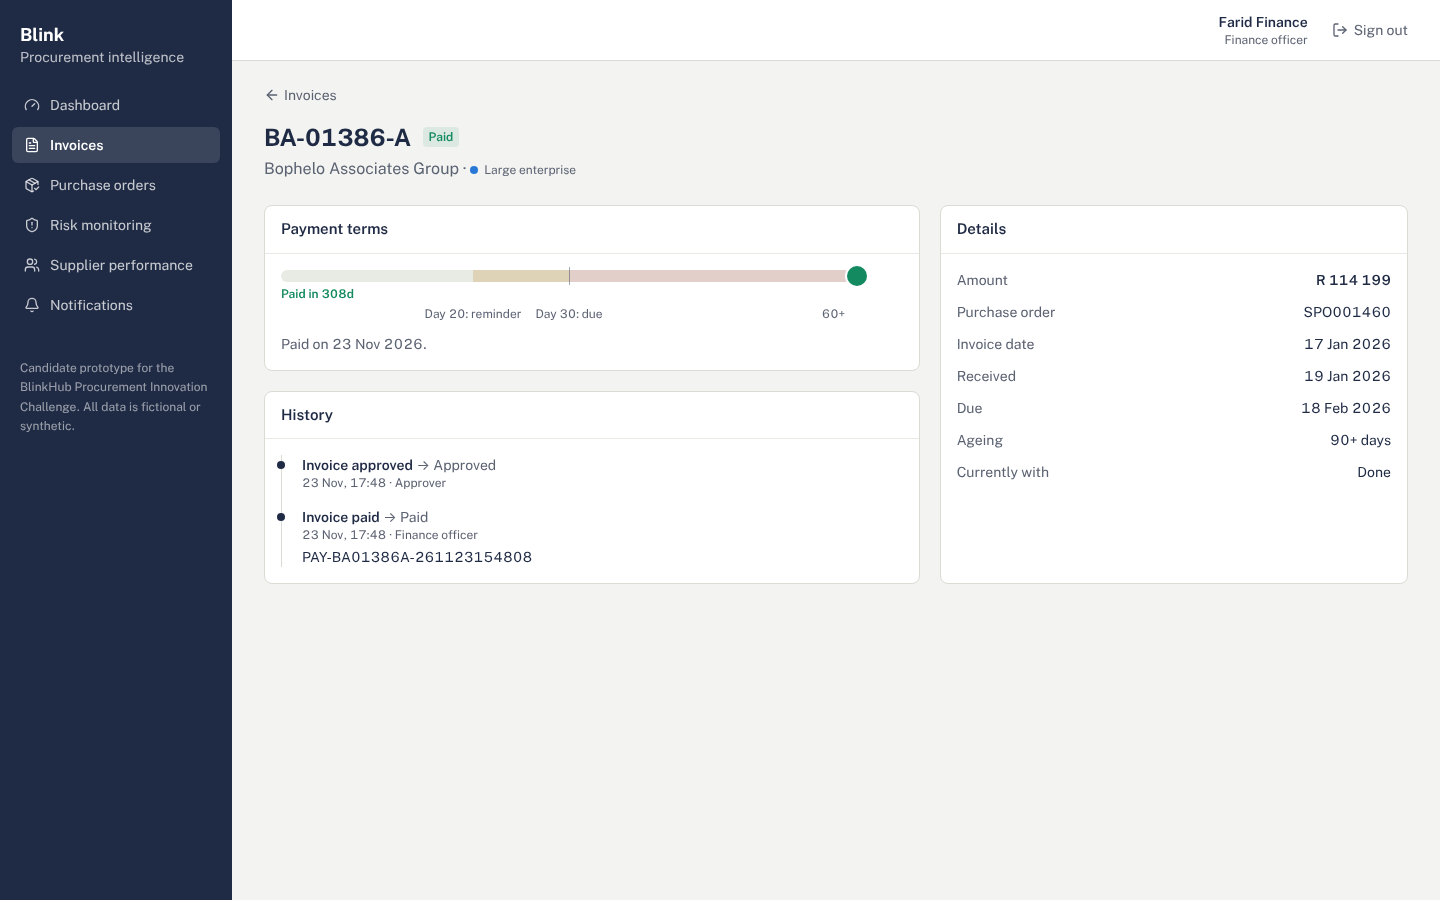 Blink
Procurement intelligence
Dashboard
Invoices
Purchase orders
Risk monitoring
Supplier performance
Notifications
Candidate prototype for the
BlinkHub Procurement Innovation
Challenge. All data is fictional or
synthetic.
Farid Finance
Finance officer
Sign out
← Invoices
BA-01386-A Paid
Bophelo Associates Group · Large enterprise
Payment terms
Paid in 308d
Day 20: reminder Day 30: due 60+
Paid on 23 Nov 2026.
History
Invoice approved → Approved
23 Nov, 17:48 · Approver
Invoice paid → Paid
23 Nov, 17:48 · Finance officer
PAY-BA01386A-261123154808
Details
Amount R 114 199
Purchase order SPO001460
Invoice date 17 Jan 2026
Received 19 Jan 2026
Due 18 Feb 2026
Ageing 90+ days
Currently with Done